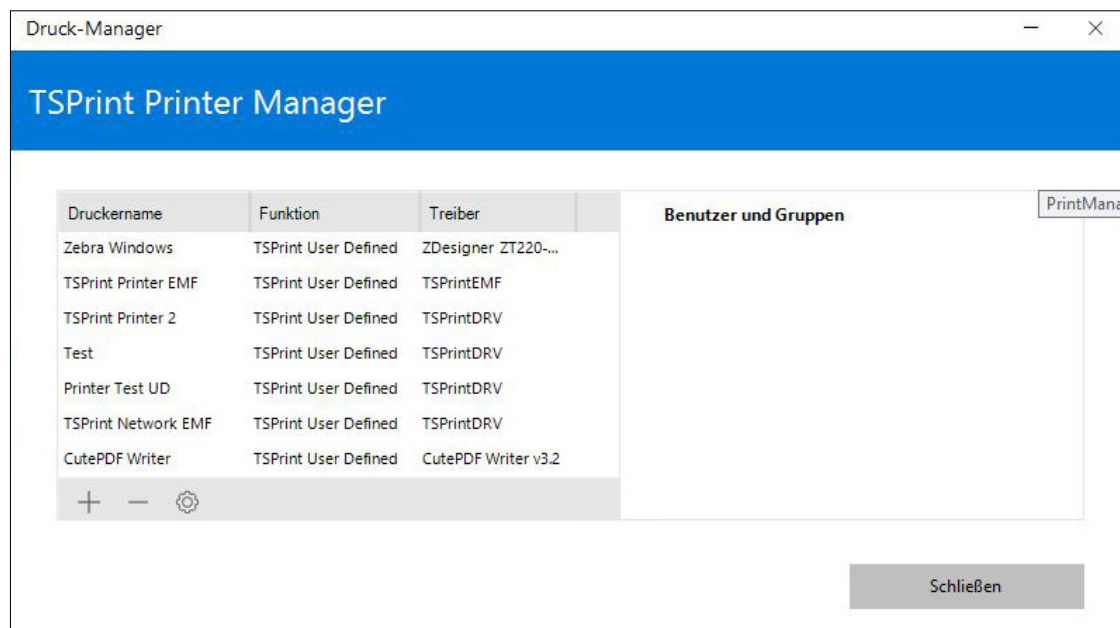 Druck-Manager
TSPrint Printer Manager
Druckername Funktion Treiber
Benutzer und Gruppen
PrintMana
Zebra Windows TSPrint User Defined ZDesigner ZT220-...
TSPrint Printer EMF TSPrint User Defined TSPrintEMF
TSPrint Printer 2 TSPrint User Defined TSPrintDRV
Test TSPrint User Defined TSPrintDRV
Printer Test UD TSPrint User Defined TSPrintDRV
TSPrint Network EMF TSPrint User Defined TSPrintDRV
CutePDF Writer TSPrint User Defined CutePDF Writer v3.2
Schließen